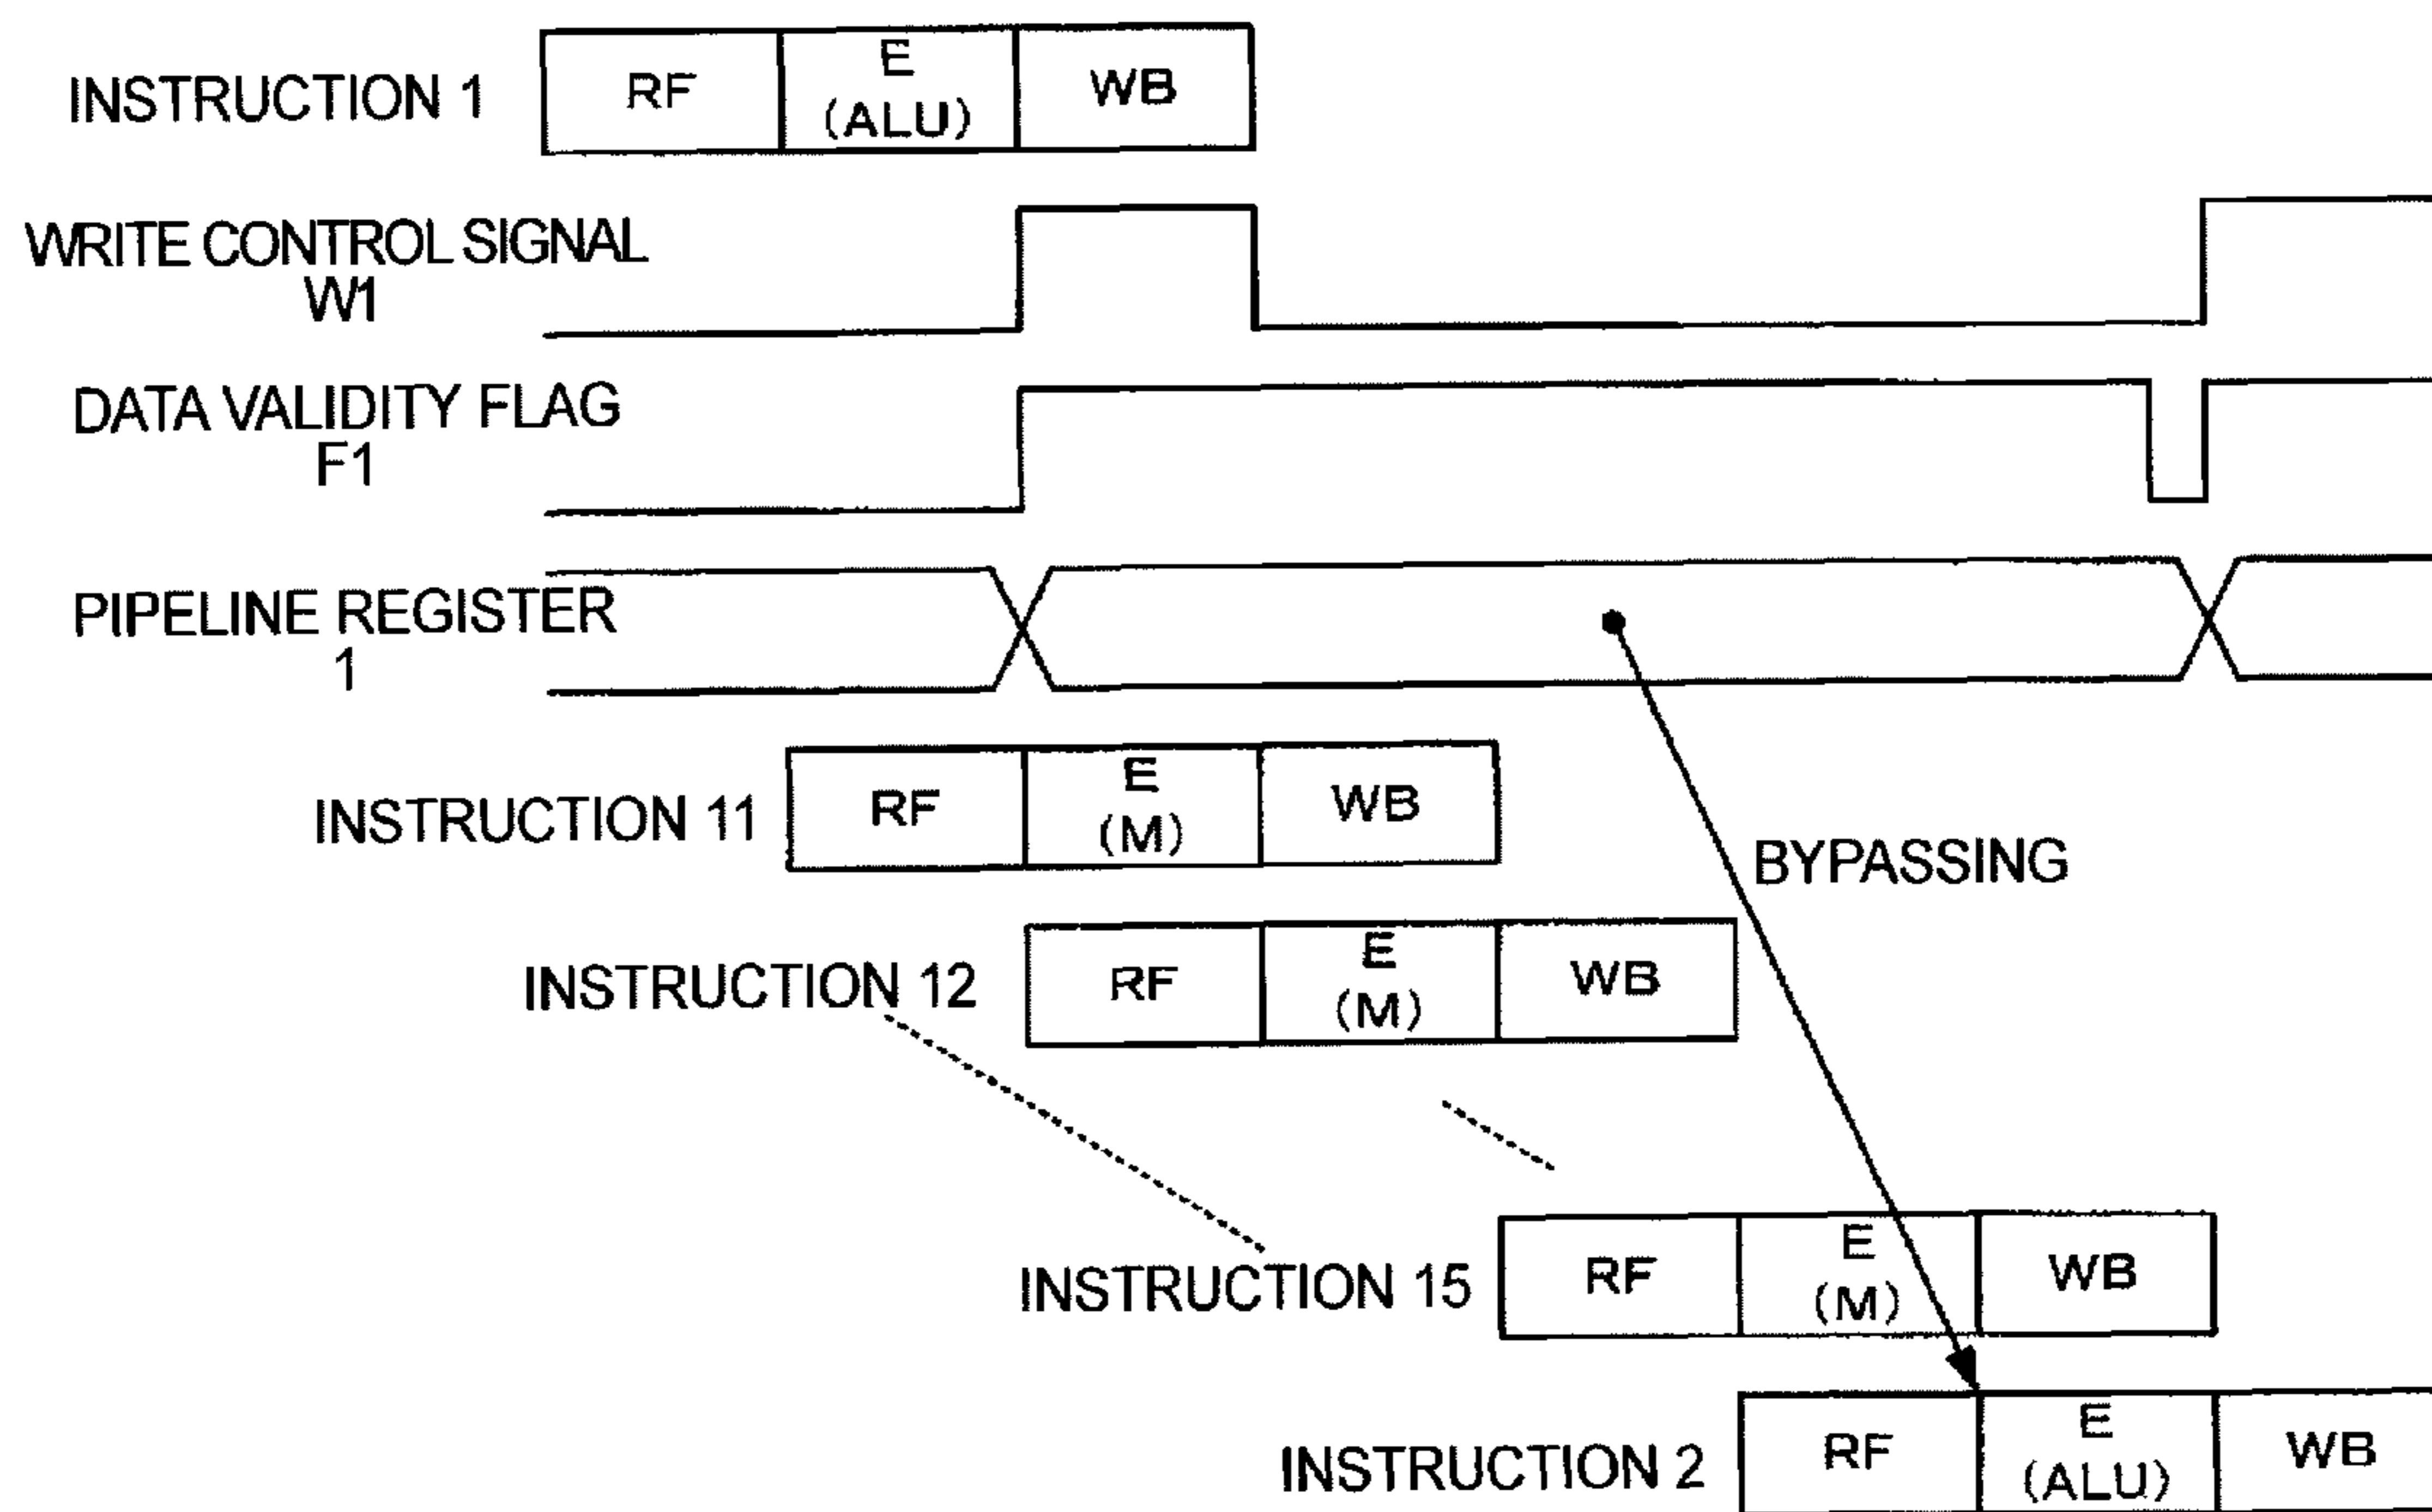 INSTRUCTION 1 RF E WB
(ALU)
WRITE CONTROL SIGNAL
W1
DATA VALIDITY FLAG
F1
PIPELINE REGISTER
1
INSTRUCTION 11 RF E WB
(M)
BYPASSING
INSTRUCTION 12 RF E WB
(M)
INSTRUCTION 15 RF E WB
(M)
INSTRUCTION 2 RF E WB
(ALU)